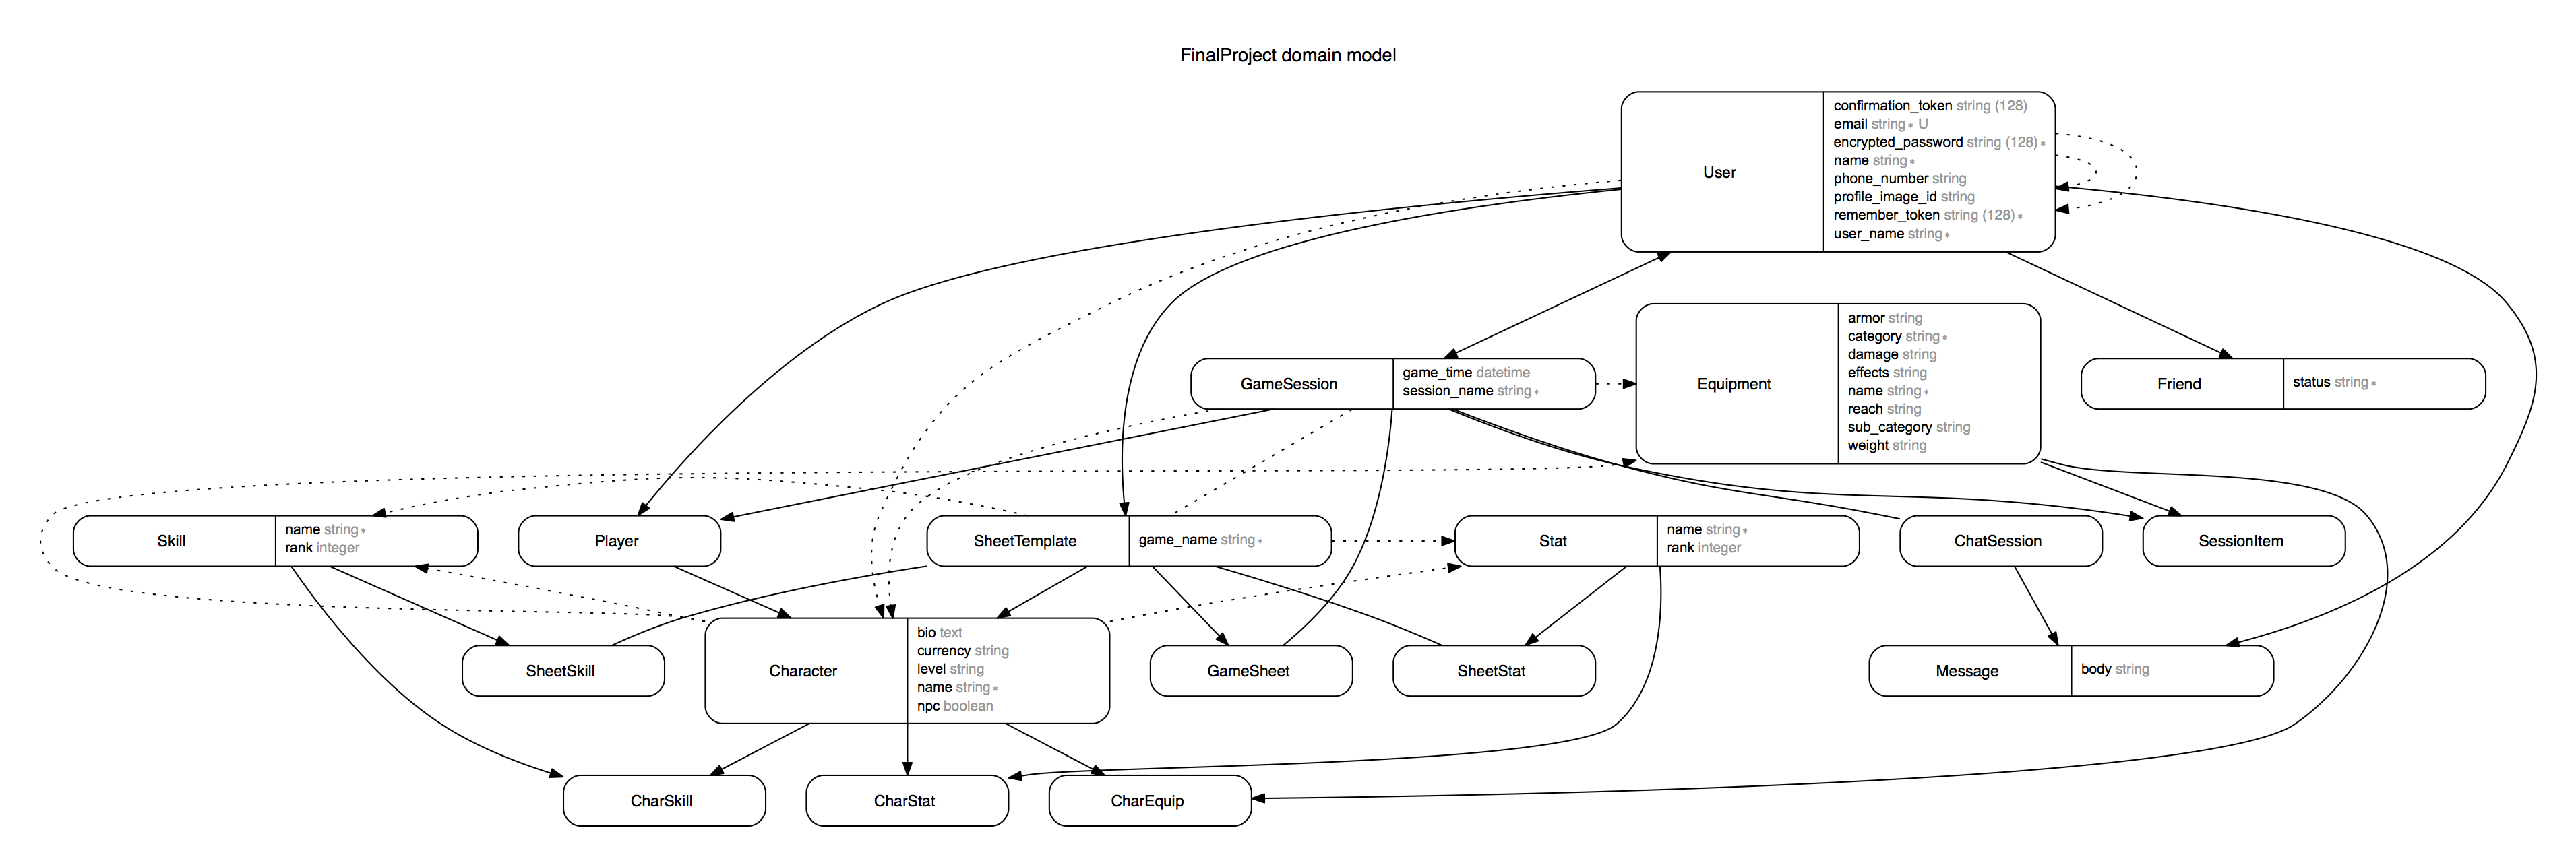 FinalProject domain model
User
confirmation_token string (128)
email string∗ U
encrypted_password string (128)∗
name string∗
phone_number string
profile_image_id string
remember_token string (128)∗
user_name string∗
GameSession
game_time datetime
session_name string∗
Equipment
armor string
category string∗
damage string
effects string
name string∗
reach string
sub_category string
weight string
Friend
status string∗
Skill
name string∗
rank integer
Player
SheetTemplate
game_name string∗
Stat
name string∗
rank integer
ChatSession
SessionItem
SheetSkill
Character
bio text
currency string
level string
name string∗
npc boolean
GameSheet
SheetStat
Message
body string
CharSkill
CharStat
CharEquip